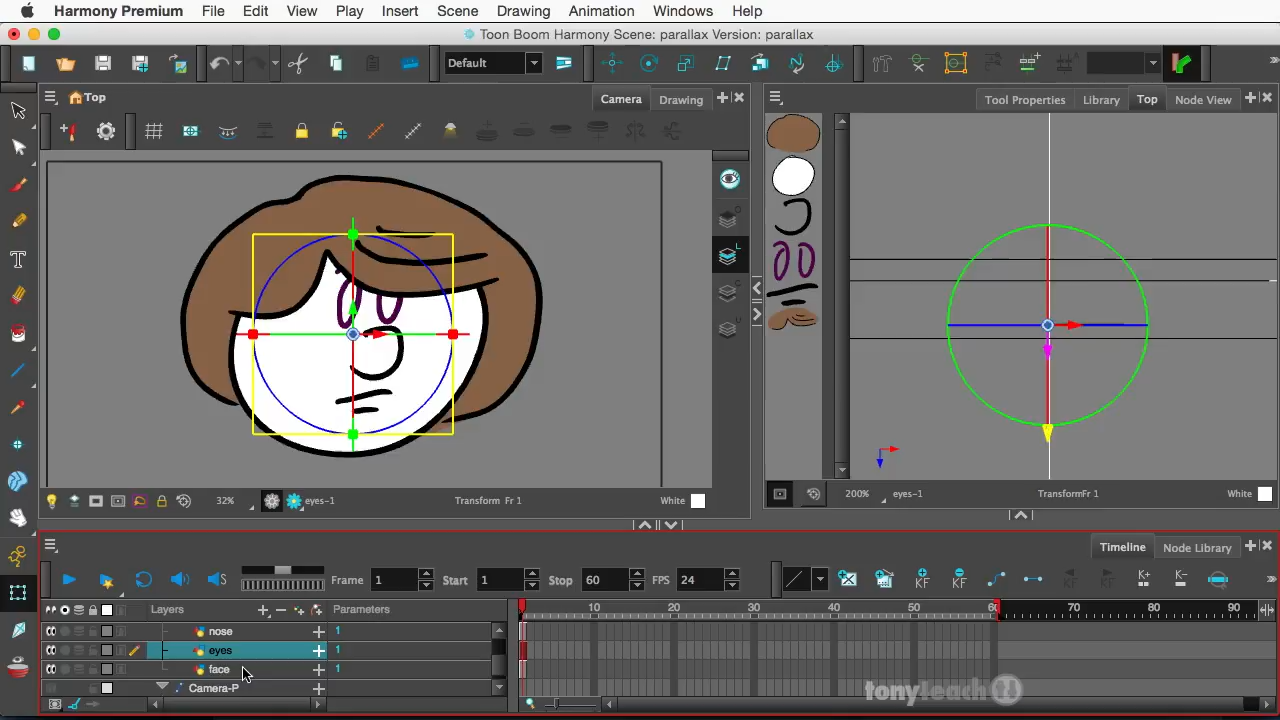 Harmony Premium File Edit View Play Insert Scene Drawing Animation Windows Help
Toon Boom Harmony Scene: parallax Version: parallax
Default
Top Camera Drawing
Tool Properties Library Top Node View
T
32% eyes-1 Transform Fr 1 White
200% eyes-1 TransformFr 1 White
Timeline Node Library
Frame 1 Start 1 Stop 60 FPS 24
KF KF K+ K-
Layers Parameters 10 20 30 40 50 60 70 80 90
nose 1
eyes 1
face 1
Camera-P
tonyteach